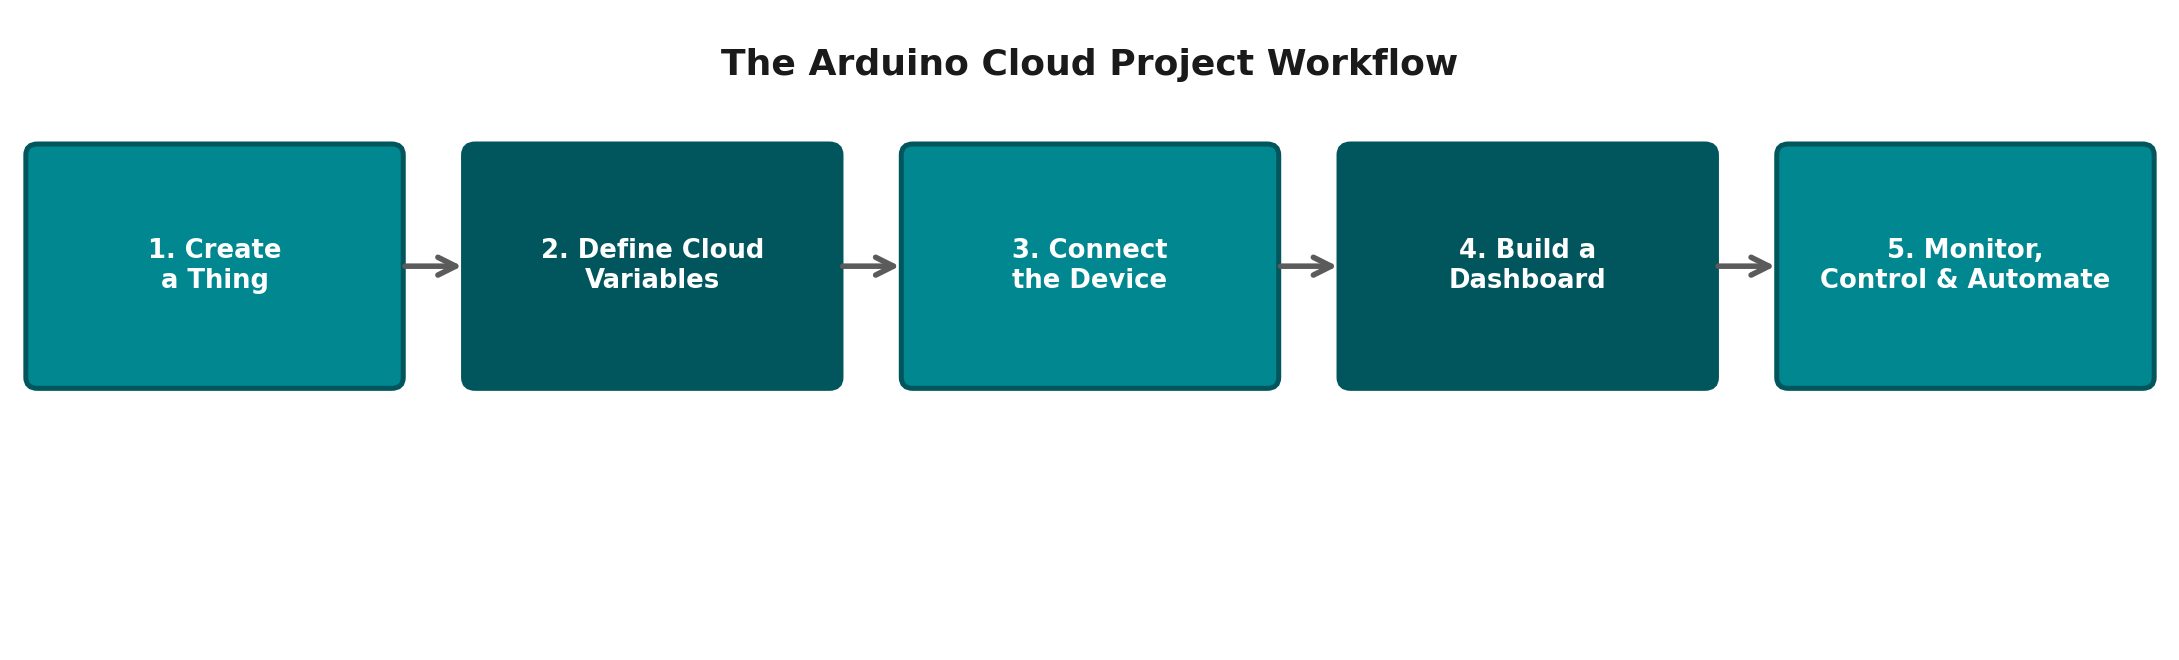 The Arduino Cloud Project Workflow
1. Create
a Thing
2. Define Cloud
Variables
3. Connect
the Device
4. Build a
Dashboard
5. Monitor,
Control & Automate